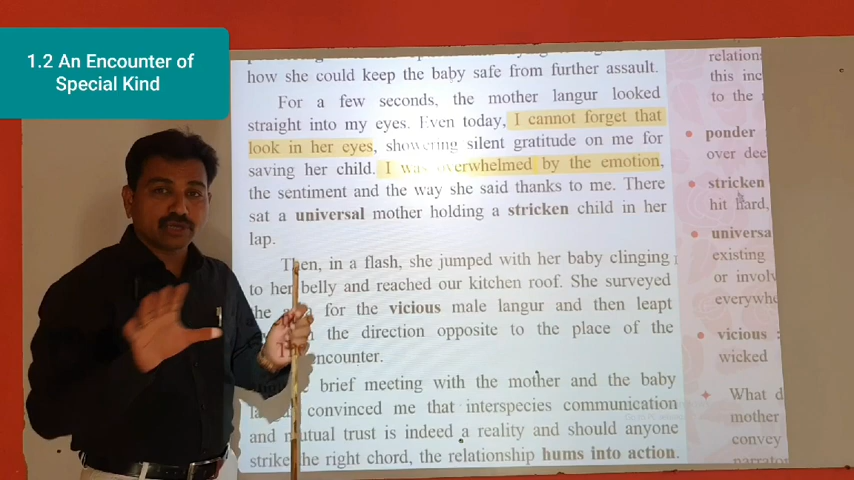 1.2 An Encounter of
Special Kind
how she could keep the baby safe from further assault.
For a few seconds, the mother langur looked
straight into my eyes. Even today, I cannot forget that
look in her eyes, showering silent gratitude on me for
saving her child. I was overwhelmed by the emotion,
the sentiment and the way she said thanks to me. There
sat a universal mother holding a stricken child in her
lap.
Then, in a flash, she jumped with her baby clinging
to her belly and reached our kitchen roof. She surveyed
for the vicious male langur and then leapt
the direction opposite to the place of the
encounter.
brief meeting with the mother and the baby
convinced me that interspecies communication
and mutual trust is indeed a reality and should anyone
strike the right chord, the relationship hums into action.
relation
this inc
to the
ponder
over dee
stricken
hit hard,
universa
existing
or involv
everywhe
vicious :
wicked
What d
mother
convey
narrator